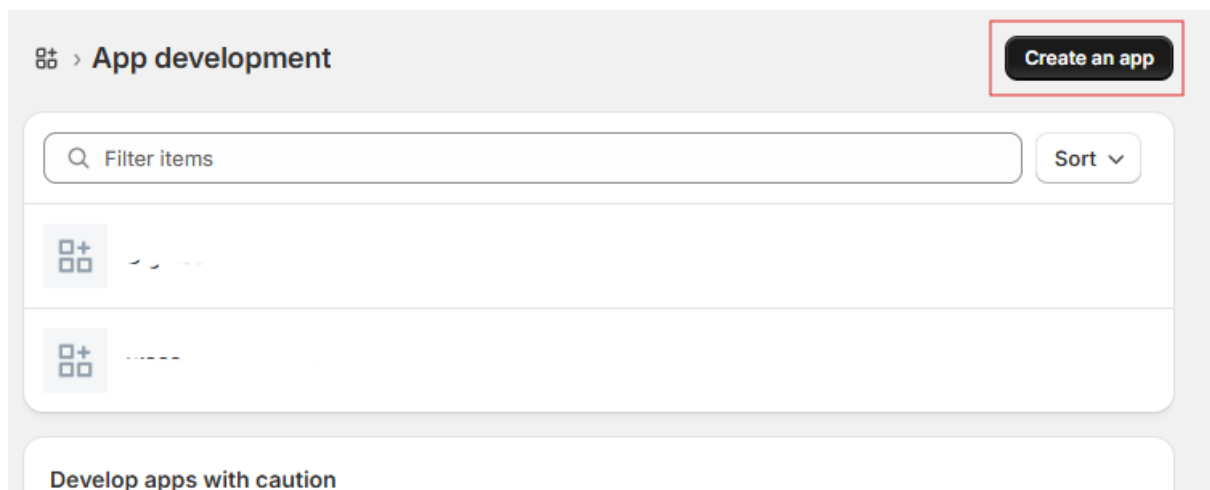 App development
Create an app
Filter items
Sort
Develop apps with caution